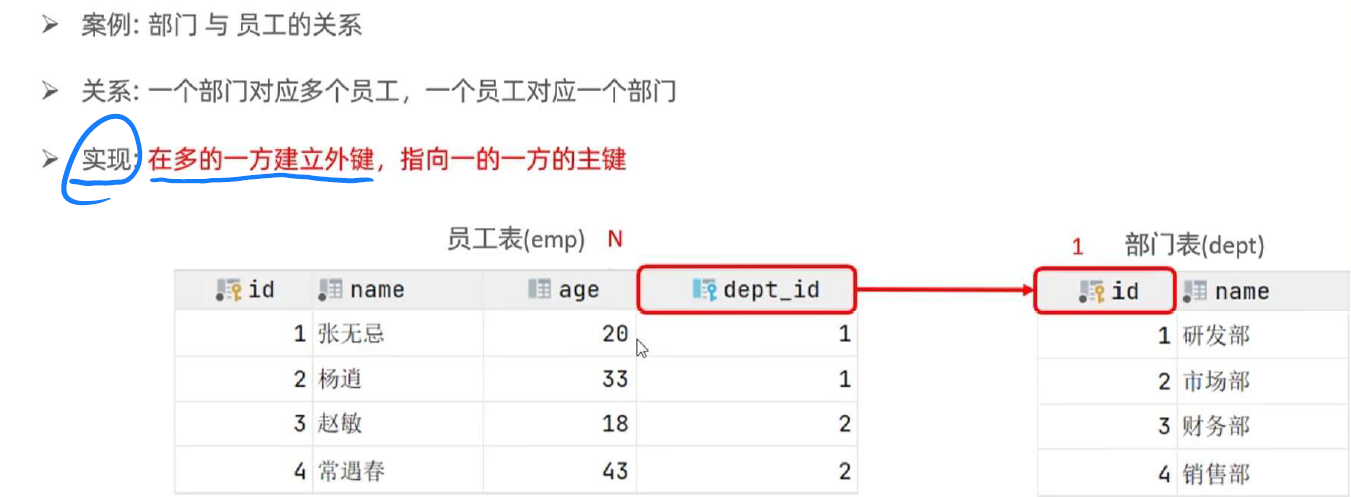 ➢ 案例: 部门 与 员工的关系
➢ 关系: 一个部门对应多个员工，一个员工对应一个部门
➢ 实现: 在多的一方建立外键，指向一的一方的主键
员工表(emp) N 1 部门表(dept)
id name age dept_id id name
1 张无忌 20 1 1 研发部
2 杨逍 33 1 2 市场部
3 赵敏 18 2 3 财务部
4 常遇春 43 2 4 销售部